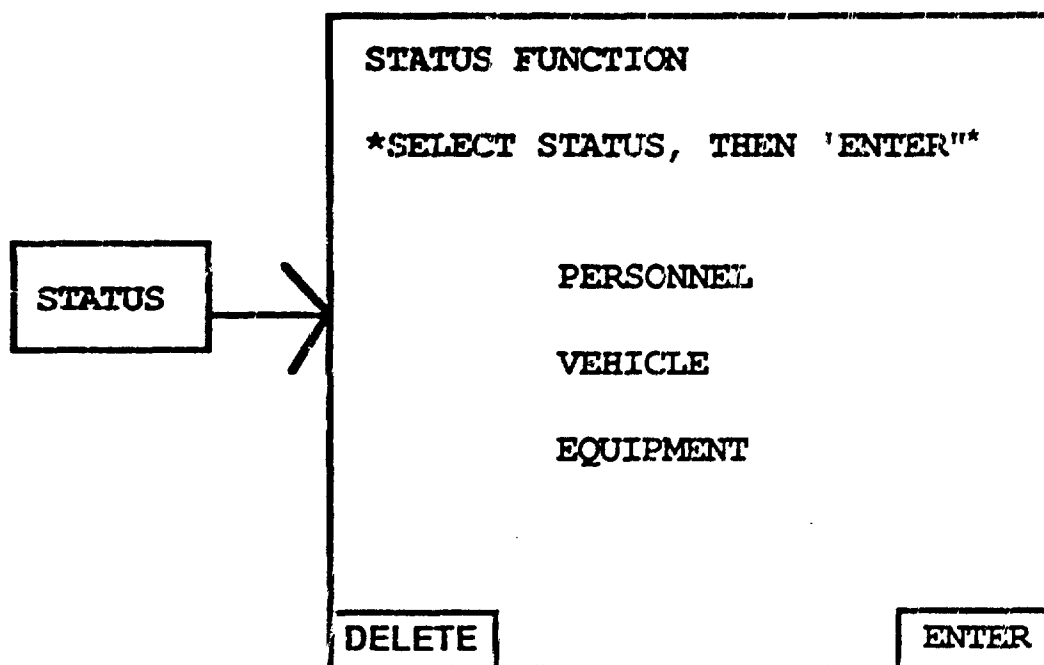 STATUS FUNCTION
*SELECT STATUS, THEN 'ENTER"*
STATUS
PERSONNEL
VEHICLE
EQUIPMENT
DELETE
ENTER